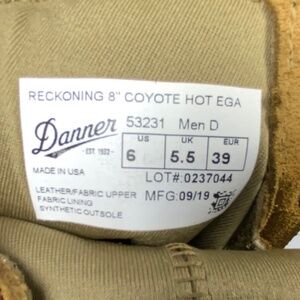 RECKONING 8" COYOTE HOT EGA
Danner 53231 Men D
-EST. 1932-
US UK EUR
6 5.5 39
MADE IN USA LOT#:0237044
LEATHER/FABRIC UPPER MFG:09/19
FABRIC LINING
SYNTHETIC OUTSOLE